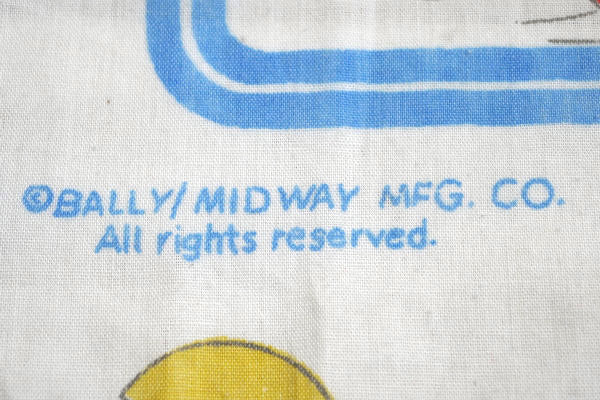 ©BALLY/MIDWAY MFG. CO.
All rights reserved.